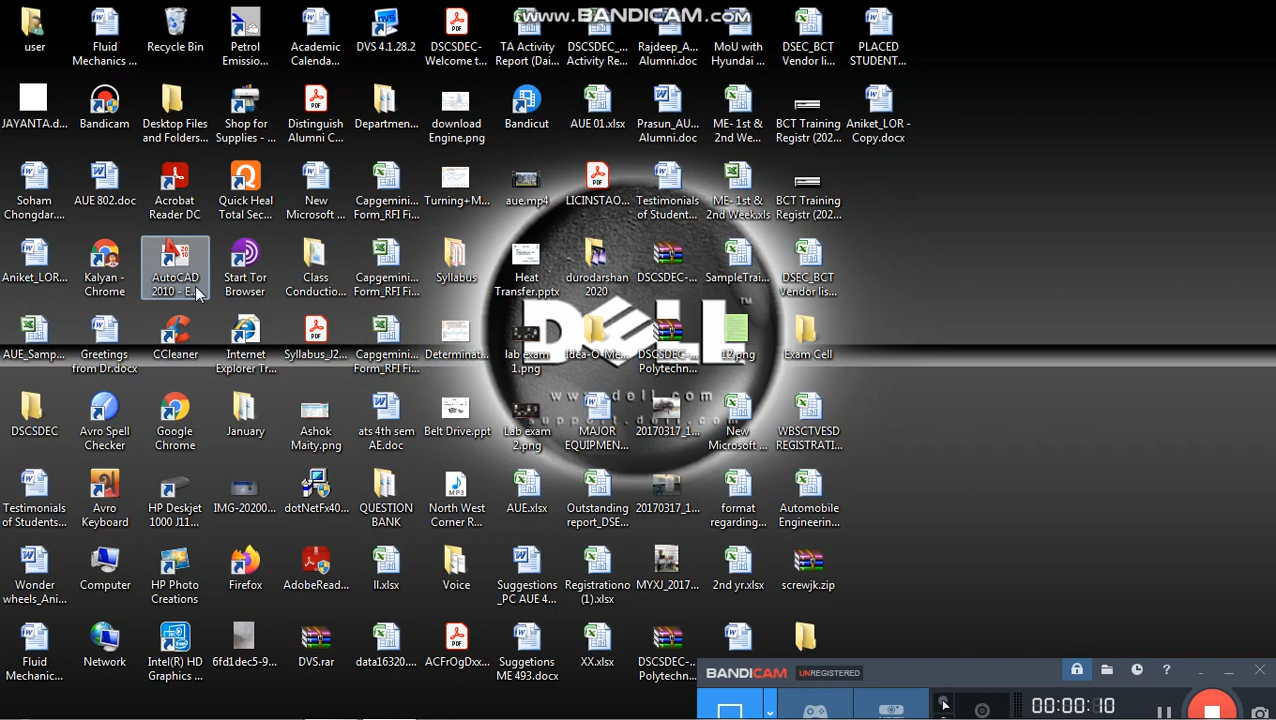 www.BANDICAM.com
user
Fluid
Mechanics ...
Recycle Bin
Petrol
Emissio...
Academic
Calenda...
DVS 4.1.28.2
DSCSDEC-
Welcome t...
TA Activity
Report (Dai...
DSCSDEC_...
Activity Re...
Rajdeep_A...
Alumni.doc
MoU with
Hyundai ...
DSEC_BCT
Vendor li...
PLACED
STUDENT...
JAYANTA.d...
Bandicam
Desktop Files
and Folders...
Shop for
Supplies - ...
Distinguish
Alumni C...
Departmen...
download
Engine.png
Bandicut
AUE 01.xlsx
Prasun_AU...
Alumni.doc
ME- 1st &
2nd We...
BCT Training
Registr (202...
Aniket_LOR -
Copy.docx
Soham
Chongdar...
AUE 802.doc
Acrobat
Reader DC
Quick Heal
Total Sec...
New
Microsoft ...
Capgemini...
Form_RFI Fi...
Turning+M...
aue.mp4
LICINSTAO...
Testimonials
of Student...
ME- 1st &
2nd Week.xls
BCT Training
Registr (202...
Aniket_LOR...
Kalyan -
Chrome
AutoCAD
2010 - E...
Start Tor
Browser
Class
Conductio...
Capgemini...
Form_RFI Fi...
Syllabus
Heat
Transfer.pptx
durodarshan
2020
DSCSDEC-...
SampleTrai...
DSEC_BCT
Vendor lis...
DELL
TM
AUE_Samp...
Greetings
from Dr.docx
CCleaner
Internet
Explorer Tr...
Syllabus_J2...
Capgemini...
Form_RFI Fi...
Determinat...
lab exam
1.png
Idea-O-Me...
DSCSDEC-...
Polytechn...
12.png
Exam Cell
www.dell.com
support.dell.com
DSCSDEC
Avro Spell
Checker
Google
Chrome
January
Ashok
Maity.png
ats 4th sem
AE.doc
Belt Drive.ppt
Lab exam
2.png
MAJOR
EQUIPMEN...
20170317_1...
New
Microsoft ...
WBSCTVESD
REGISTRATI...
Testimonials
of Students...
Avro
Keyboard
HP Deskjet
1000 J11...
IMG-20200...
dotNetFx40...
QUESTION
BANK
North West
Corner R...
AUE.xlsx
Outstanding
report_DSE...
20170317_1...
format
regarding...
Automobile
Engineerin...
Wonder
wheels_Ani...
Computer
HP Photo
Creations
Firefox
AdobeRead...
II.xlsx
Voice
Suggestions
_PC AUE 4...
Registrationo
(1).xlsx
MYXJ_2017...
2nd yr.xlsx
screwjk.zip
Fluid
Network
Intel(R) HD
Graphics ...
6fd1dec5-9...
DVS.rar
data16320...
ACFrOgDxx...
Suggetions
ME 493.docx
XX.xlsx
DSCSDEC-
Polytechn...
BANDICAM
UNREGISTERED
00:00:10